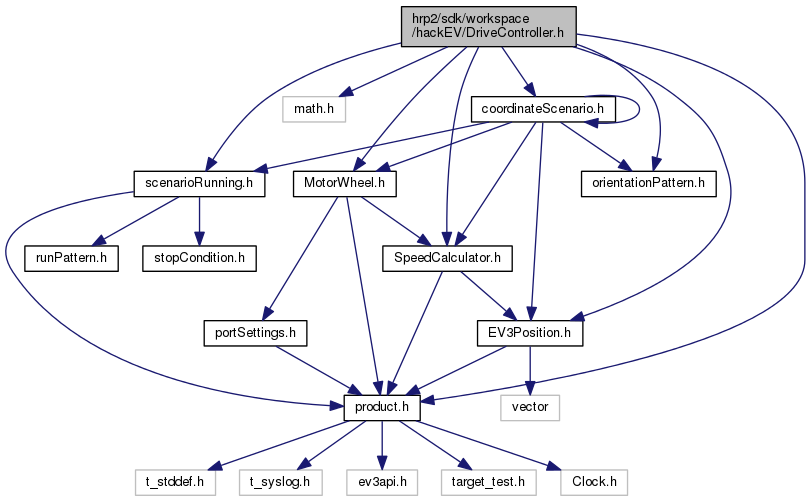 hrp2/sdk/workspace
/hackEV/DriveController.h
math.h
coordinateScenario.h
scenarioRunning.h
MotorWheel.h
orientationPattern.h
runPattern.h
stopCondition.h
SpeedCalculator.h
portSettings.h
EV3Position.h
product.h
vector
t_stddef.h
t_syslog.h
ev3api.h
target_test.h
Clock.h